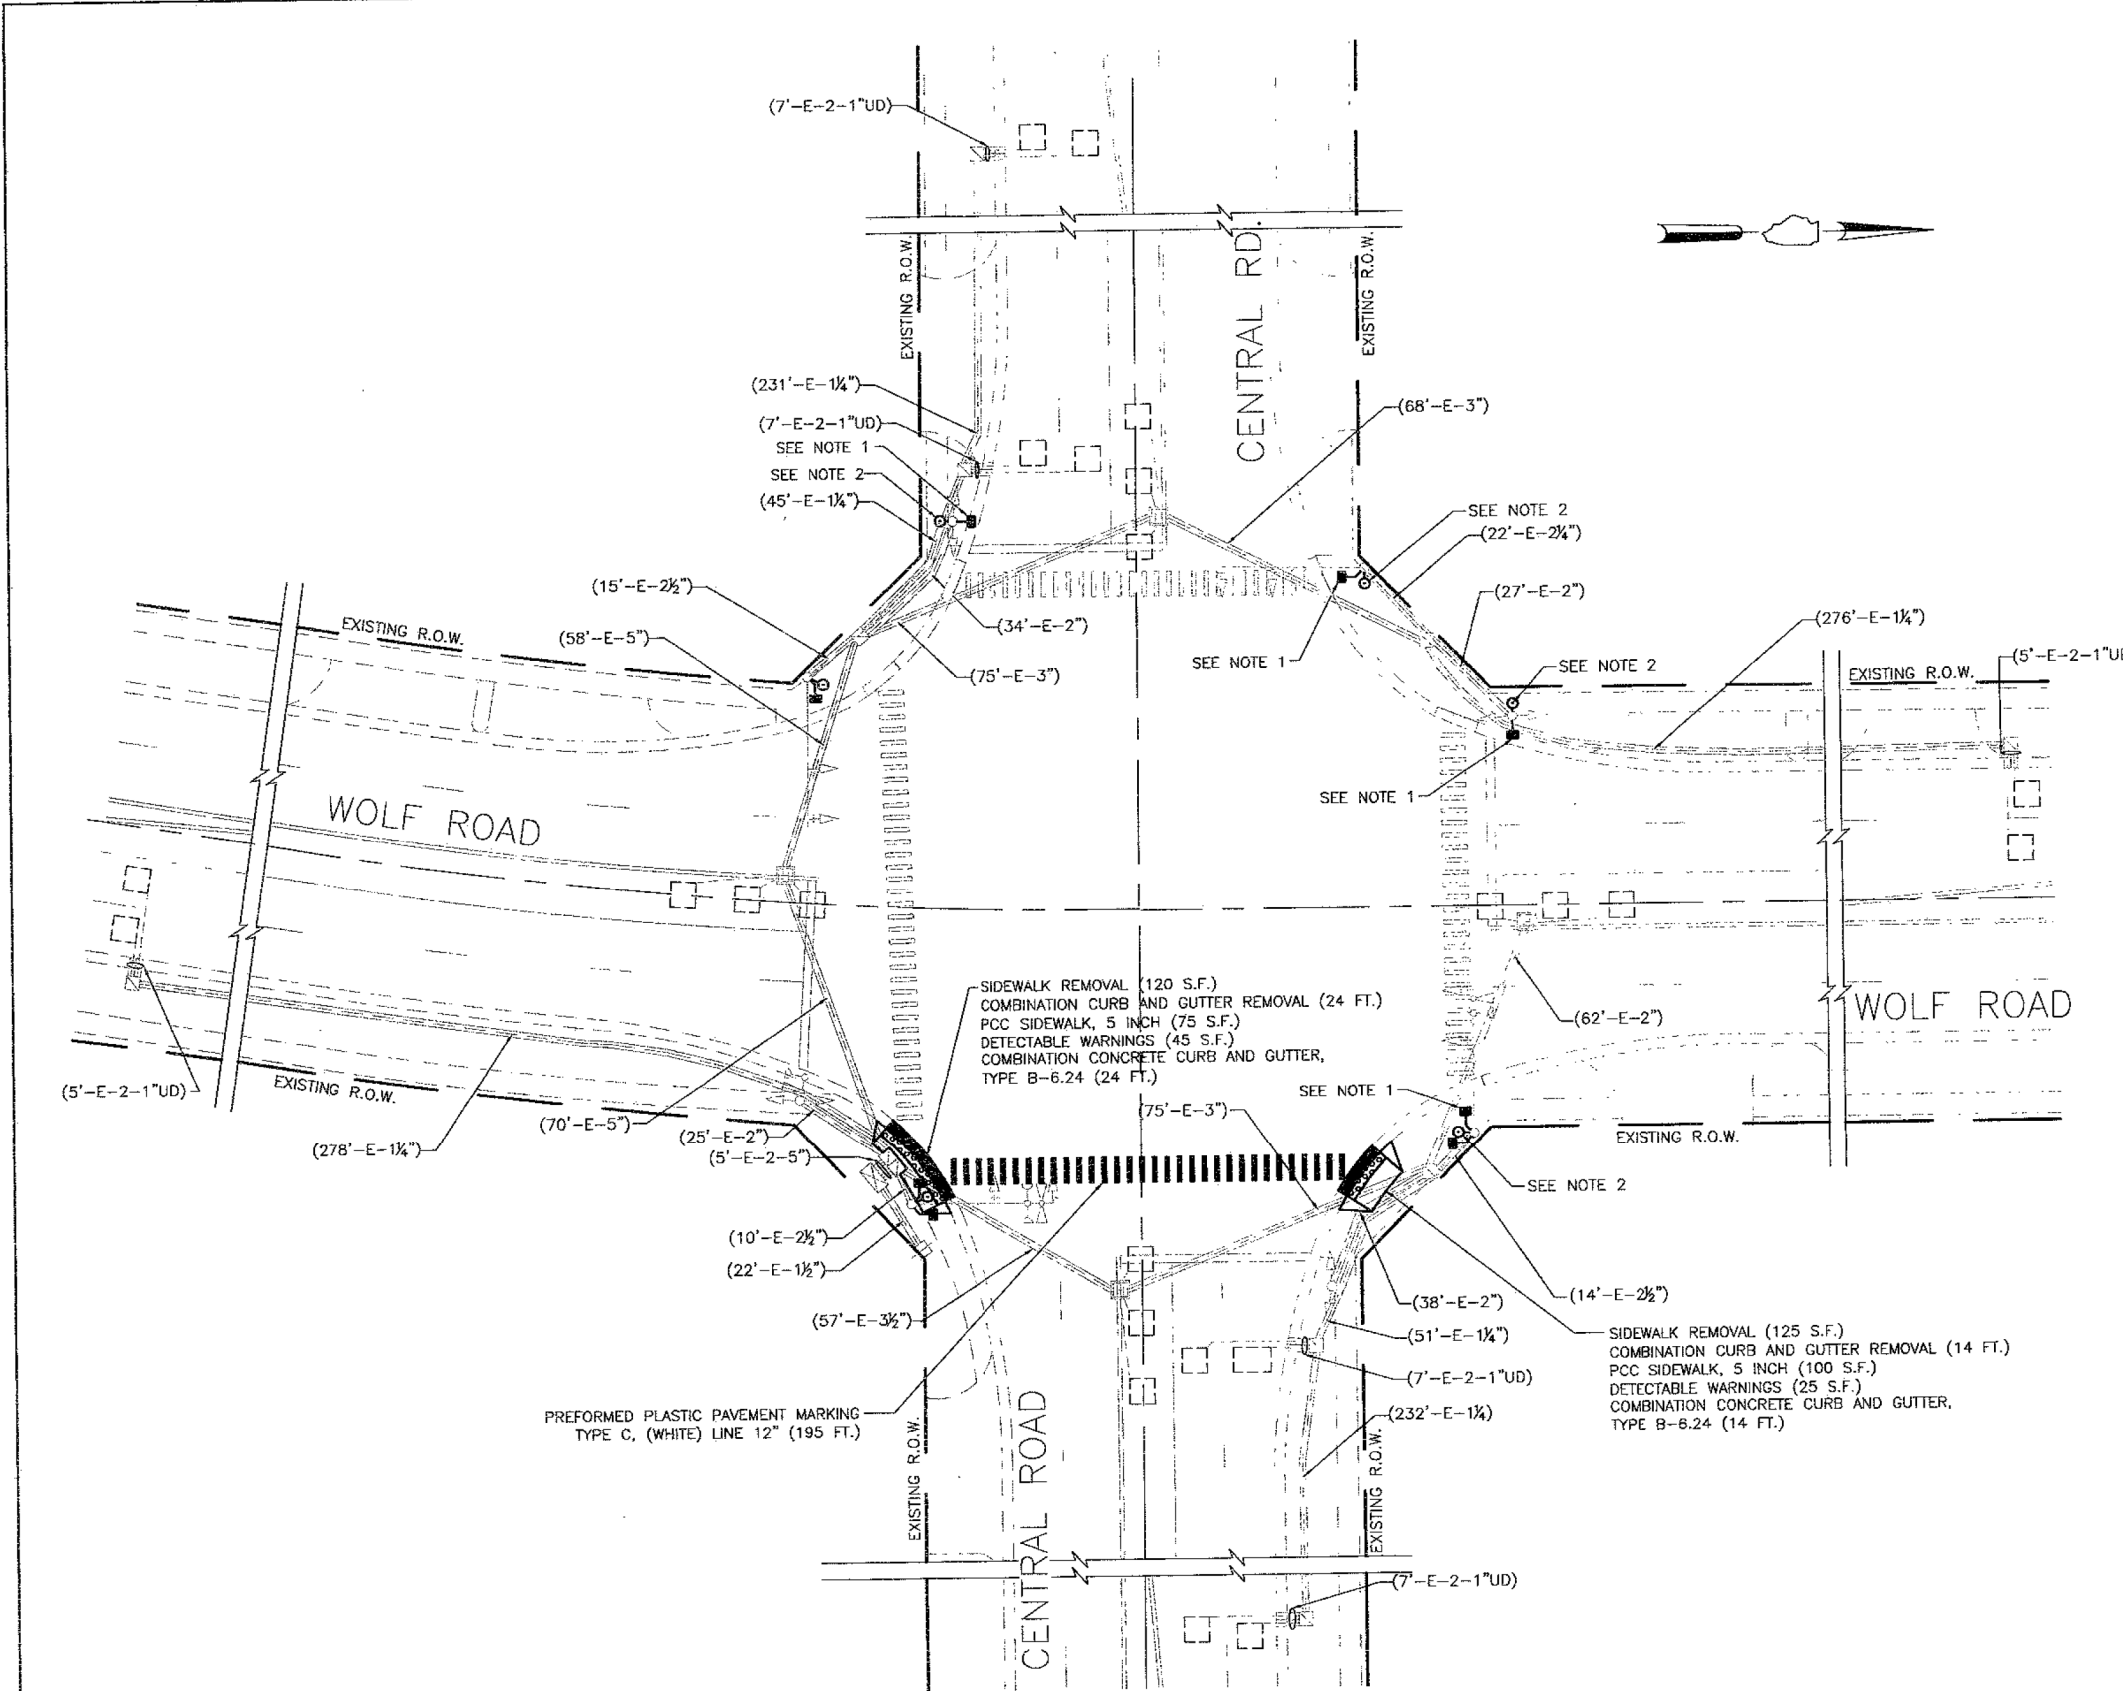 (7'-E-2-1"UD)
CENTRAL RD.
EXISTING R.O.W.
EXISTING R.O.W.
(231'-E-1¼")
(7'-E-2-1"UD)
SEE NOTE 1
SEE NOTE 2
(45'-E-1¼")
(68'-E-3")
SEE NOTE 2
(22'-E-2¼")
(15'-E-2½")
(27'-E-2")
(276'-E-1¼")
EXISTING R.O.W.
(58'-E-5")
(34'-E-2")
(75'-E-3")
SEE NOTE 1
SEE NOTE 2
(5'-E-2-1"U
EXISTING R.O.W.
SEE NOTE 1
WOLF ROAD
WOLF ROAD
SIDEWALK REMOVAL (120 S.F.)
COMBINATION CURB AND GUTTER REMOVAL (24 FT.)
PCC SIDEWALK, 5 INCH (75 S.F.)
DETECTABLE WARNINGS (45 S.F.)
COMBINATION CONCRETE CURB AND GUTTER,
TYPE B-6.24 (24 FT.)
(62'-E-2")
(5'-E-2-1"UD)
EXISTING R.O.W.
SEE NOTE 1
(75'-E-3")
(70'-E-5")
(278'-E-1¼")
(25'-E-2")
(5'-E-2-5")
EXISTING R.O.W.
SEE NOTE 2
(10'-E-2½")
(22'-E-1½")
(57'-E-3½")
(38'-E-2")
(14'-E-2½")
(51'-E-1¼")
(7'-E-2-1"UD)
(232'-E-1¼)
SIDEWALK REMOVAL (125 S.F.)
COMBINATION CURB AND GUTTER REMOVAL (14 FT.)
PCC SIDEWALK, 5 INCH (100 S.F.)
DETECTABLE WARNINGS (25 S.F.)
COMBINATION CONCRETE CURB AND GUTTER,
TYPE B-6.24 (14 FT.)
PREFORMED PLASTIC PAVEMENT MARKING
TYPE C, (WHITE) LINE 12" (195 FT.)
EXISTING R.O.W.
CENTRAL ROAD
EXISTING R.O.W.
(7'-E-2-1"UD)